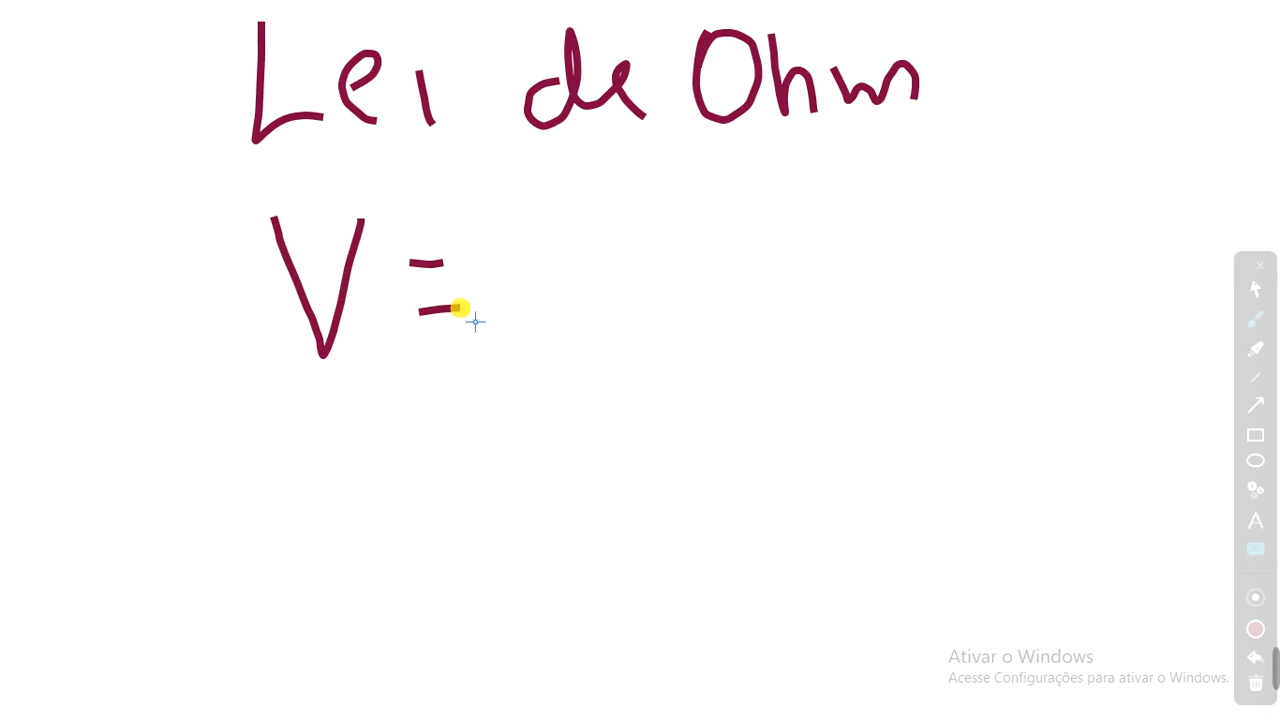 Lei de Ohm
V =
Ativar o Windows
Acesse Configurações para ativar o Windows.